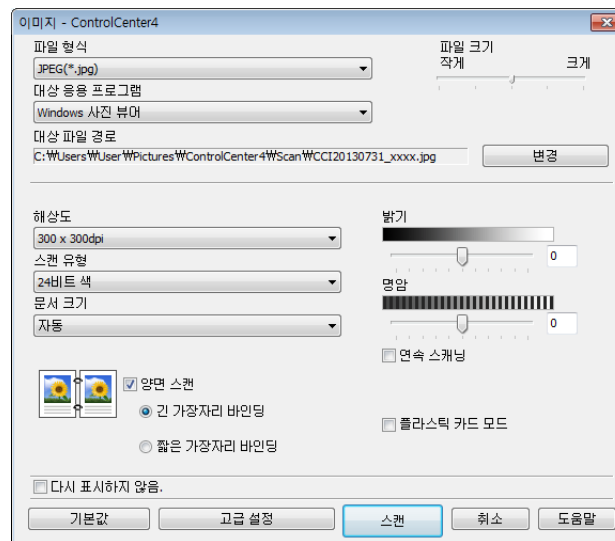 이미지 - ControlCenter4
파일 형식
JPEG(*.jpg)
파일 크기
작게 크게
대상 응용 프로그램
Windows 사진 뷰어
대상 파일 경로
C:₩Users₩User₩Pictures₩ControlCenter4₩Scan₩CCI20130731_xxxx.jpg
변경
해상도
300 x 300dpi
스캔 유형
24비트 색
문서 크기
자동
밝기
0
명암
0
연속 스캐닝
양면 스캔
긴 가장자리 바인딩
짧은 가장자리 바인딩
플라스틱 카드 모드
다시 표시하지 않음.
기본값 고급 설정 스캔 취소 도움말